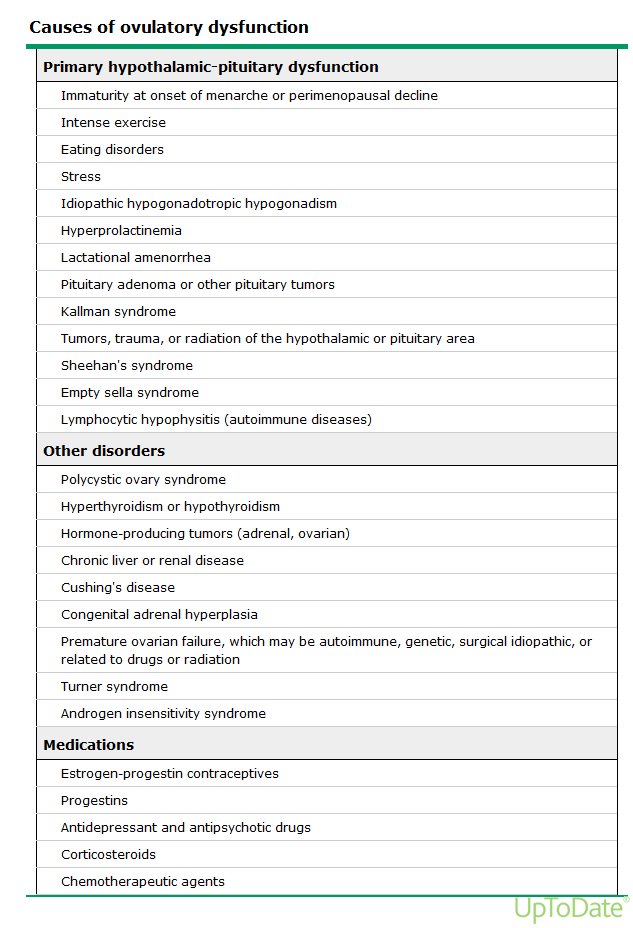 Causes of ovulatory dysfunction
Primary hypothalamic-pituitary dysfunction
Immaturity at onset of menarche or perimenopausal decline
Intense exercise
Eating disorders
Stress
Idiopathic hypogonadotropic hypogonadism
Hyperprolactinemia
Lactational amenorrhea
Pituitary adenoma or other pituitary tumors
Kallman syndrome
Tumors, trauma, or radiation of the hypothalamic or pituitary area
Sheehan's syndrome
Empty sella syndrome
Lymphocytic hypophysitis (autoimmune diseases)
Other disorders
Polycystic ovary syndrome
Hyperthyroidism or hypothyroidism
Hormone-producing tumors (adrenal, ovarian)
Chronic liver or renal disease
Cushing's disease
Congenital adrenal hyperplasia
Premature ovarian failure, which may be autoimmune, genetic, surgical idiopathic, or
related to drugs or radiation
Turner syndrome
Androgen insensitivity syndrome
Medications
Estrogen-progestin contraceptives
Progestins
Antidepressant and antipsychotic drugs
Corticosteroids
Chemotherapeutic agents
UpToDate®